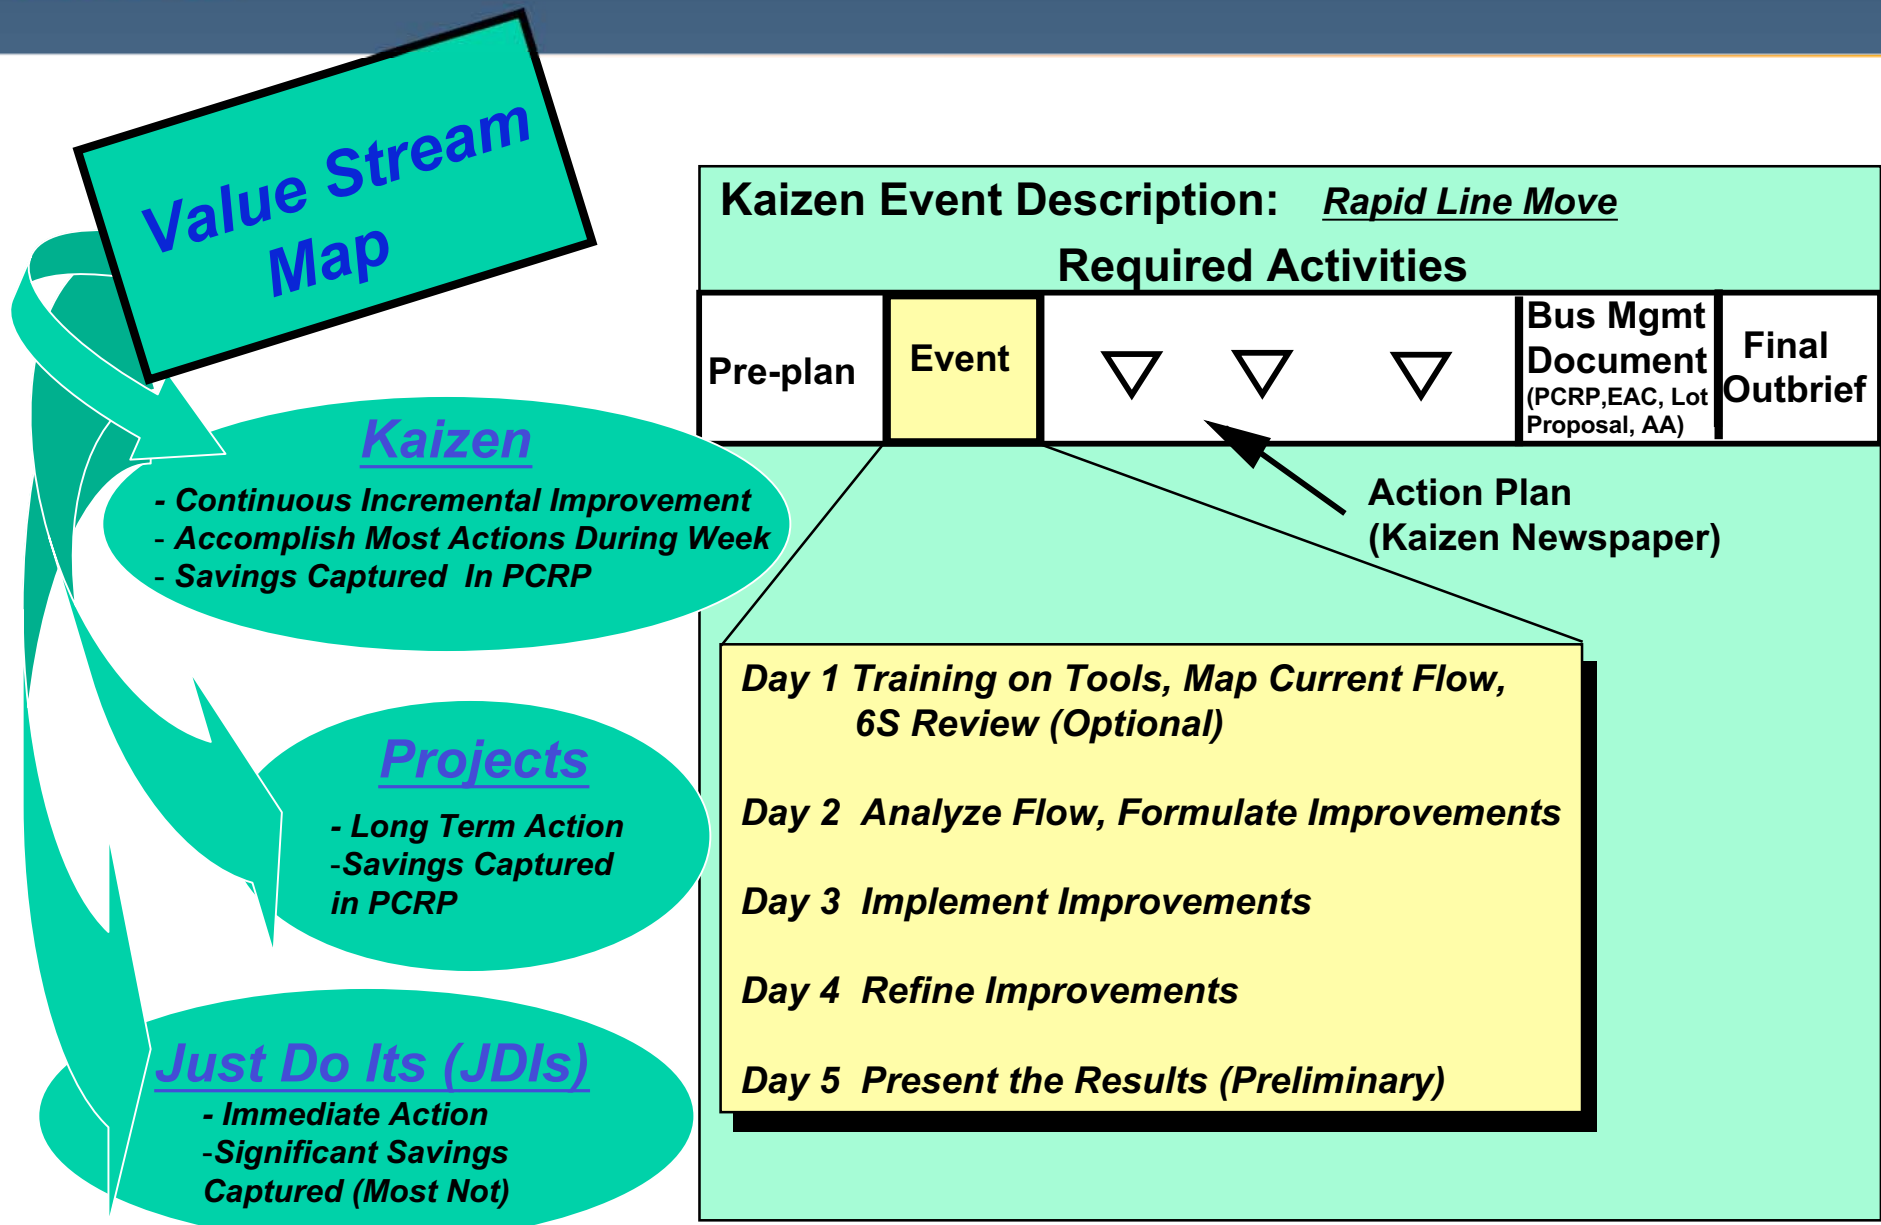 Value Stream
Map
Kaizen
- Continuous Incremental Improvement
- Accomplish Most Actions During Week
- Savings Captured In PCRP
Projects
- Long Term Action
-Savings Captured
in PCRP
Just Do Its (JDIs)
- Immediate Action
-Significant Savings
Captured (Most Not)
Kaizen Event Description: Rapid Line Move
Required Activities
Pre-plan
Event
Bus Mgmt
Document
(PCRP,EAC, Lot
Proposal, AA)
Final
Outbrief
Action Plan
(Kaizen Newspaper)
Day 1 Training on Tools, Map Current Flow,
6S Review (Optional)
Day 2 Analyze Flow, Formulate Improvements
Day 3 Implement Improvements
Day 4 Refine Improvements
Day 5 Present the Results (Preliminary)